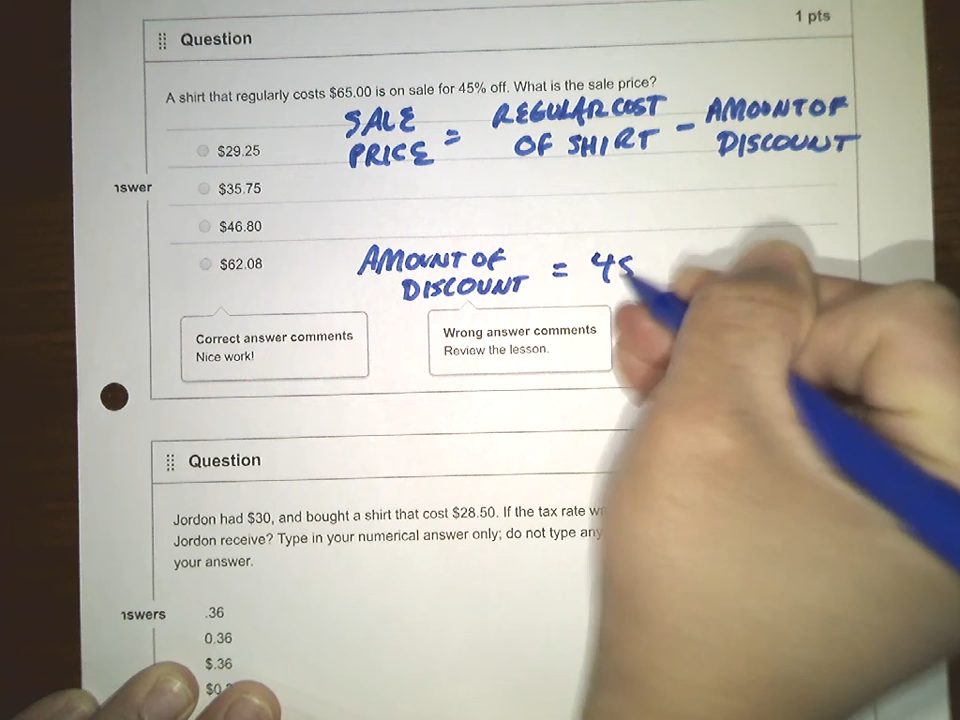 1 pts
Question
A shirt that regularly costs $65.00 is on sale for 45% off. What is the sale price?
SALE PRICE = REGULAR COST OF SHIRT - AMOUNT OF DISCOUNT
$29.25
nswer
$35.75
$46.80
$62.08
AMOUNT OF DISCOUNT = 45
Correct answer comments
Nice work!
Wrong answer comments
Review the lesson.
Question
Jordon had $30, and bought a shirt that cost $28.50. If the tax rate
Jordon receive? Type in your numerical answer only; do not type any
your answer.
nswers
.36
0.36
$.36